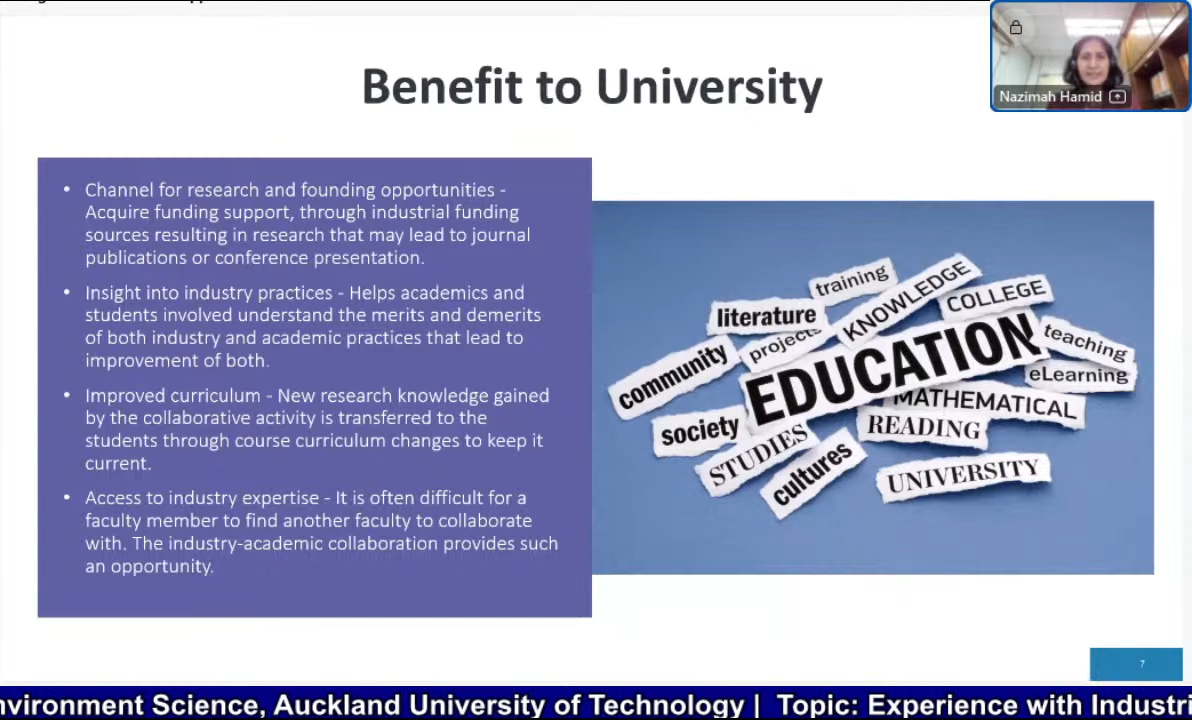 Benefit to University
Nazimah Hamid
• Channel for research and founding opportunities -
Acquire funding support, through industrial funding
sources resulting in research that may lead to journal
publications or conference presentation.
• Insight into industry practices - Helps academics and
students involved understand the merits and demerits
of both industry and academic practices that lead to
improvement of both.
• Improved curriculum - New research knowledge gained
by the collaborative activity is transferred to the
students through course curriculum changes to keep it
current.
• Access to industry expertise - It is often difficult for a
faculty member to find another faculty to collaborate
with. The industry-academic collaboration provides such
an opportunity.
training
KNOWLEDGE
COLLEGE
literature
projects
EDUCATION
teaching
community
eLearning
MATHEMATICAL
society
READING
STUDIES
cultures
UNIVERSITY
7
nvironment Science, Auckland University of Technology | Topic: Experience with Industri